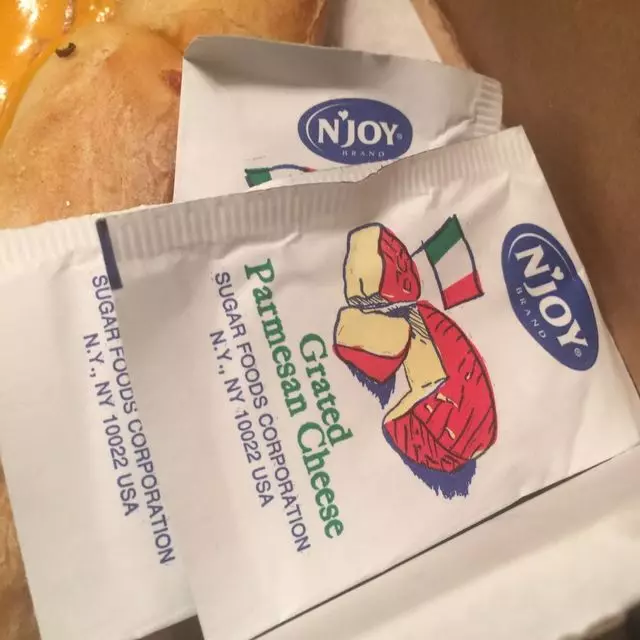 N'JOY®
BRAND
N'JOY®
BRAND
Grated
Parmesan Cheese
SUGAR FOODS CORPORATION
N.Y., NY 10022 USA
SUGAR FOODS CORPORATION
N.Y., NY 10022 USA